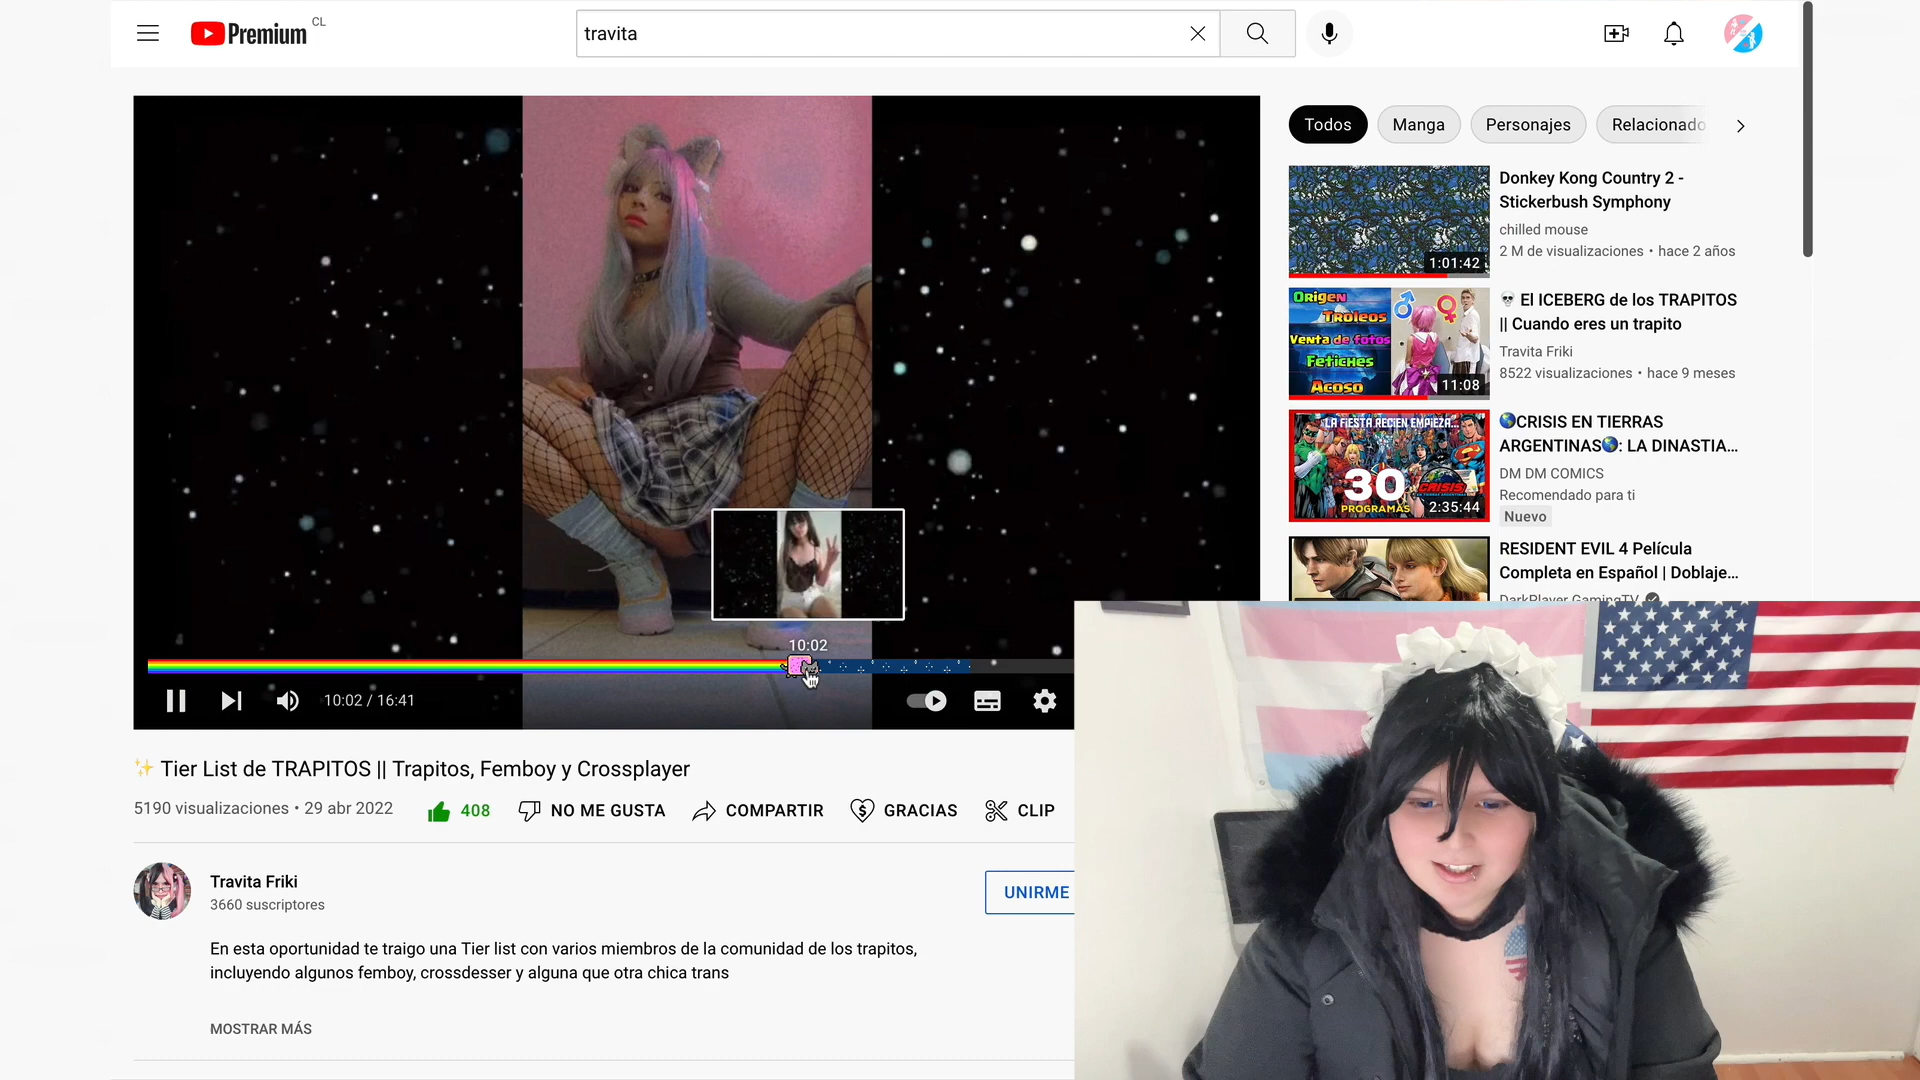 Premium CL
travita
Todos
Manga
Personajes
Relacionado
Donkey Kong Country 2 -
Stickerbush Symphony
chilled mouse
2 M de visualizaciones • hace 2 años
1:01:42
Origen
Troleos
Venta de fotos
Fetiches
Acoso
11:08
💀 El ICEBERG de los TRAPITOS
|| Cuando eres un trapito
Travita Friki
8522 visualizaciones • hace 9 meses
LA FIESTA RECIEN EMPIEZA...
30
PROGRAMAS
CRISIS
2:35:44
🌎CRISIS EN TIERRAS
ARGENTINAS🌎: LA DINASTIA...
DM DM COMICS
Recomendado para ti
Nuevo
RESIDENT EVIL 4 Película
Completa en Español | Doblaje...
DarkPlayer GamingTV
10:02
10:02 / 16:41
✨ Tier List de TRAPITOS || Trapitos, Femboy y Crossplayer
5190 visualizaciones • 29 abr 2022
408
NO ME GUSTA
COMPARTIR
GRACIAS
CLIP
Travita Friki
3660 suscriptores
UNIRME
En esta oportunidad te traigo una Tier list con varios miembros de la comunidad de los trapitos,
incluyendo algunos femboy, crossdesser y alguna que otra chica trans
MOSTRAR MÁS